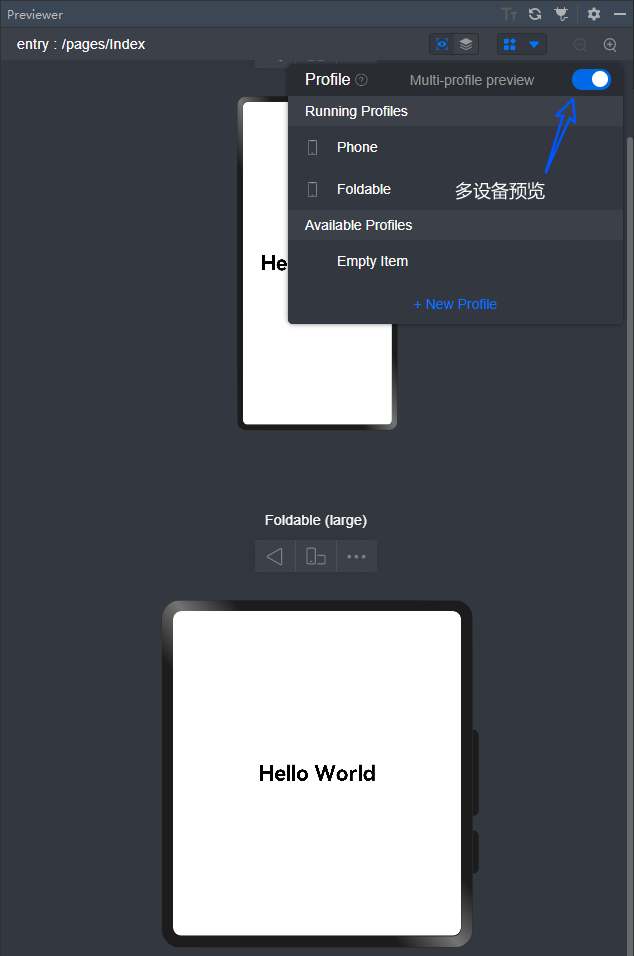 Previewer
entry : /pages/Index
Profile ? Multi-profile preview
Running Profiles
Phone
Foldable
多设备预览
Available Profiles
Empty Item
+ New Profile
He
Foldable (large)
Hello World